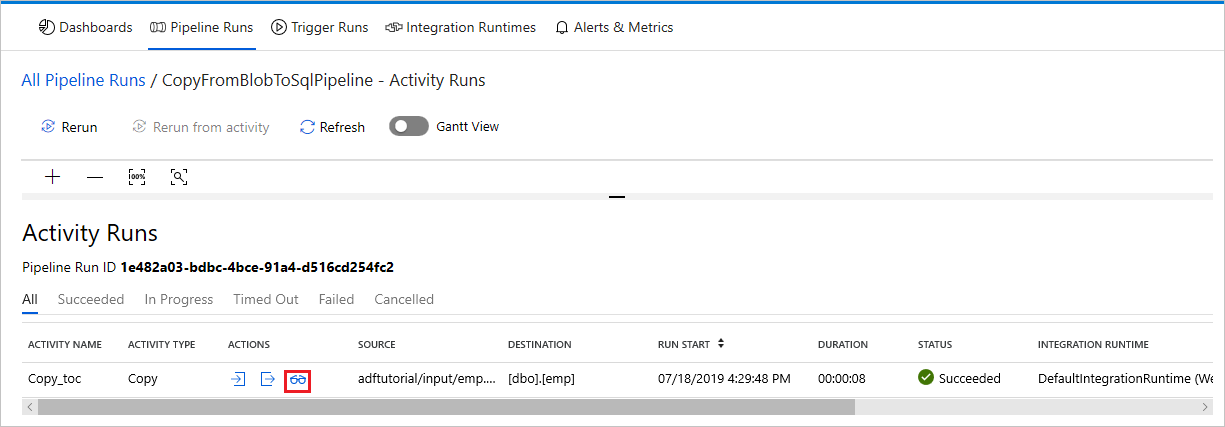 Dashboards Pipeline Runs Trigger Runs Integration Runtimes Alerts & Metrics
All Pipeline Runs / CopyFromBlobToSqlPipeline - Activity Runs
Rerun Rerun from activity Refresh Gantt View
100%
Activity Runs
Pipeline Run ID 1e482a03-bdbc-4bce-91a4-d516cd254fc2
All Succeeded In Progress Timed Out Failed Cancelled
ACTIVITY NAME ACTIVITY TYPE ACTIONS SOURCE DESTINATION RUN START DURATION STATUS INTEGRATION RUNTIME
Copy_toc Copy adftutorial/input/emp.... [dbo].[emp] 07/18/2019 4:29:48 PM 00:00:08 Succeeded DefaultIntegrationRuntime (We